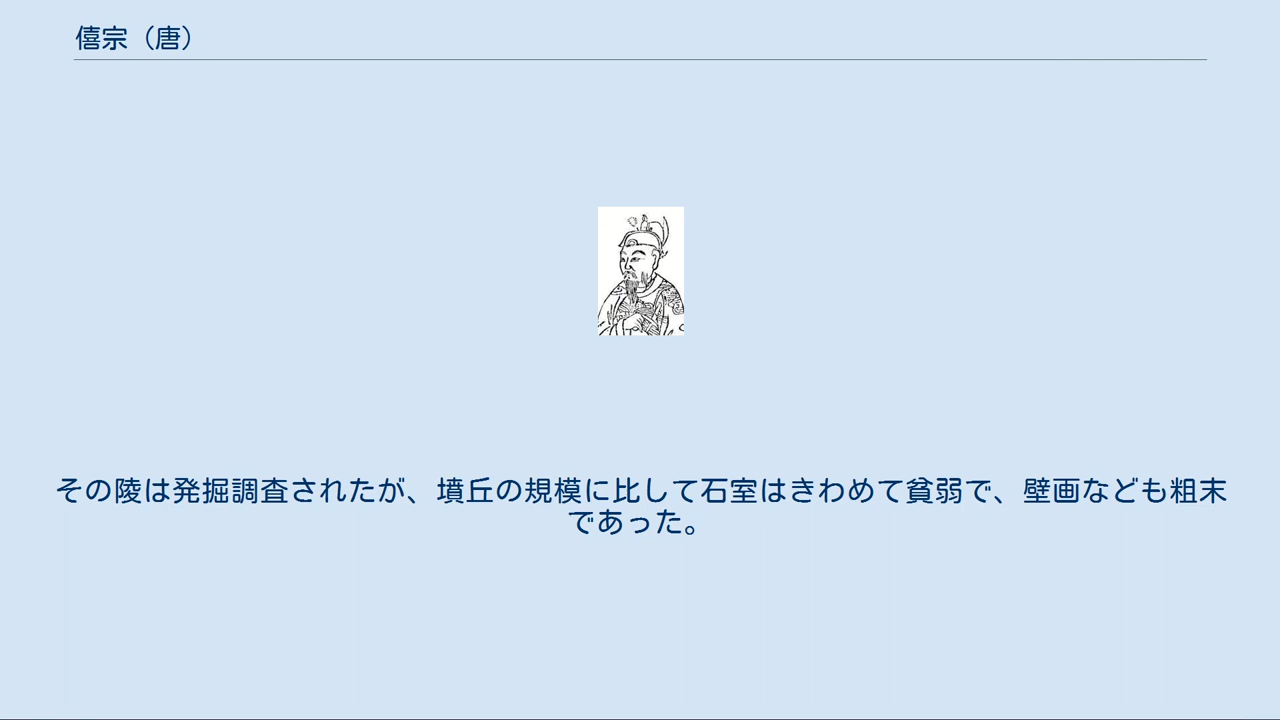 僖宗（唐）
その陵は発掘調査されたが、墳丘の規模に比して石室はきわめて貧弱で、壁画なども粗末
であった。